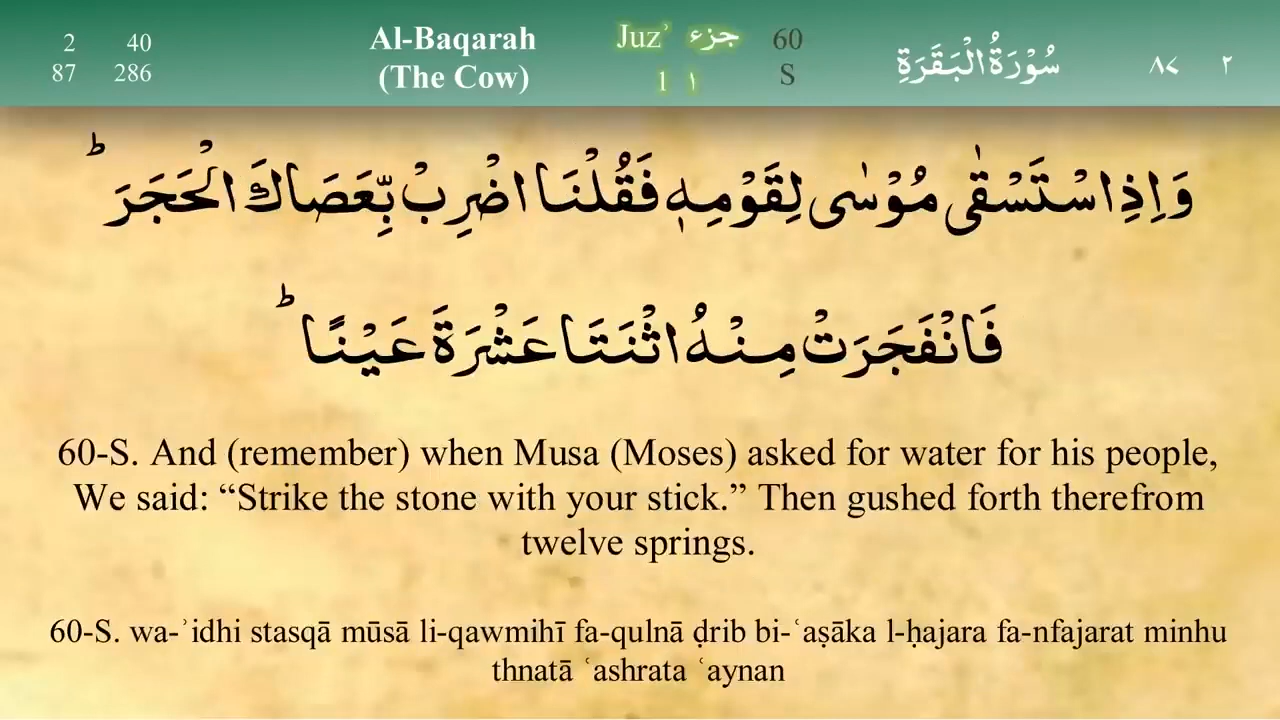 2 40 Al-Baqarah Juzʾ جزء 60 سُوْرَةُ الْبَقَرَةِ ٨٧ ٢
87 286 (The Cow) 1 ١ S
وَاِذِ اسْتَسْقٰى مُوْسٰى لِقَوْمِهٖ فَقُلْنَا اضْرِبْ بِّعَصَاكَ الْحَجَرَ ؕ
فَانْفَجَرَتْ مِنْهُ اثْنَتَا عَشْرَةَ عَيْنًا ؕ
60-S. And (remember) when Musa (Moses) asked for water for his people,
We said: “Strike the stone with your stick.” Then gushed forth therefrom
twelve springs.
60-S. wa-ʾidhi stasqā mūsā li-qawmihī fa-qulnā ḍrib bi-ʿaṣāka l-ḥajara fa-nfajarat minhu
thnatā ʿashrata ʿaynan